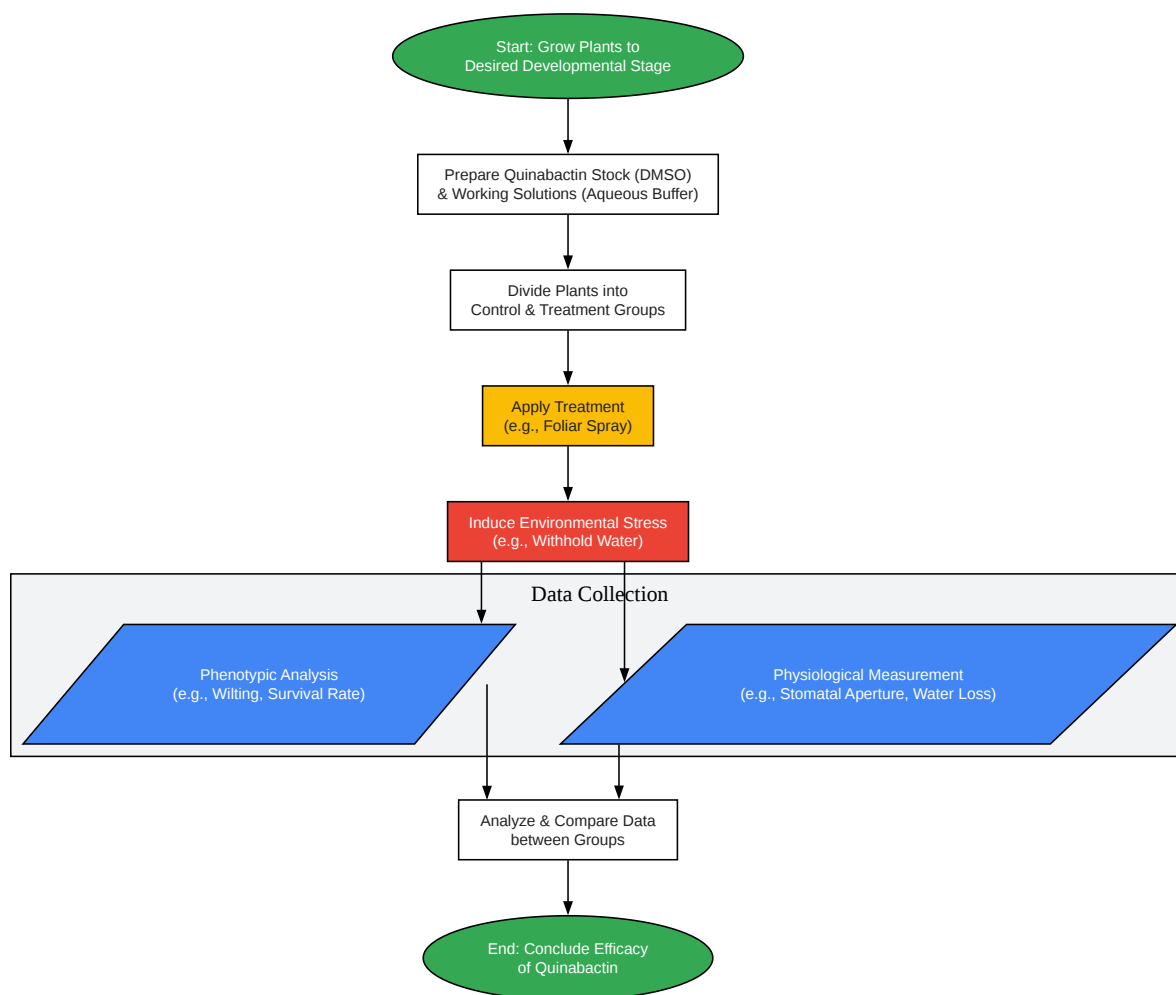 Start: Grow Plants to
Desired Developmental Stage
Prepare Quinabactin Stock (DMSO)
& Working Solutions (Aqueous Buffer)
Divide Plants into
Control & Treatment Groups
Apply Treatment
(e.g., Foliar Spray)
Induce Environmental Stress
(e.g., Withhold Water)
Data Collection
Phenotypic Analysis
(e.g., Wilting, Survival Rate)
Physiological Measurement
(e.g., Stomatal Aperture, Water Loss)
Analyze & Compare Data
between Groups
End: Conclude Efficacy
of Quinabactin